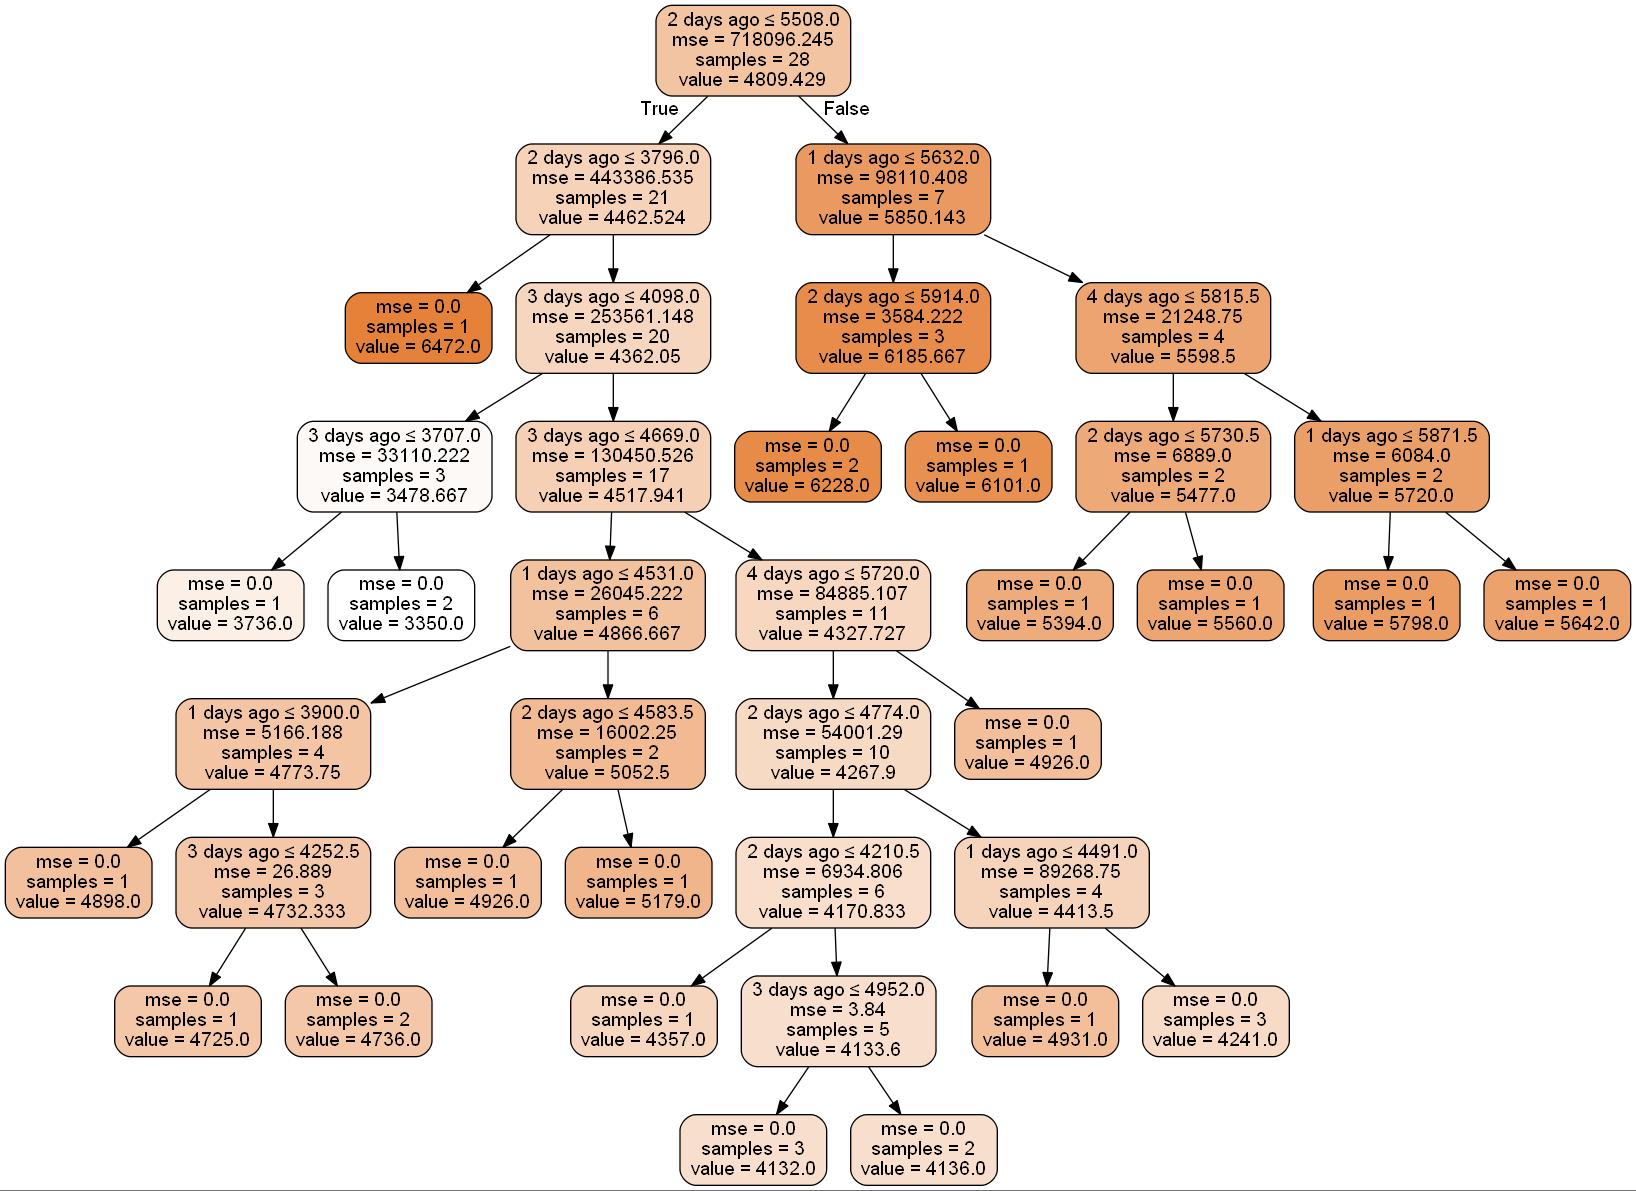 2 days ago ≤ 5508.0
mse = 718096.245
samples = 28
value = 4809.429
True
False
2 days ago ≤ 3796.0
mse = 443386.535
samples = 21
value = 4462.524
1 days ago ≤ 5632.0
mse = 98110.408
samples = 7
value = 5850.143
mse = 0.0
samples = 1
value = 6472.0
3 days ago ≤ 4098.0
mse = 253561.148
samples = 20
value = 4362.05
2 days ago ≤ 5914.0
mse = 3584.222
samples = 3
value = 6185.667
4 days ago ≤ 5815.5
mse = 21248.75
samples = 4
value = 5598.5
3 days ago ≤ 3707.0
mse = 33110.222
samples = 3
value = 3478.667
3 days ago ≤ 4669.0
mse = 130450.526
samples = 17
value = 4517.941
mse = 0.0
samples = 2
value = 6228.0
mse = 0.0
samples = 1
value = 6101.0
2 days ago ≤ 5730.5
mse = 6889.0
samples = 2
value = 5477.0
1 days ago ≤ 5871.5
mse = 6084.0
samples = 2
value = 5720.0
mse = 0.0
samples = 1
value = 3736.0
mse = 0.0
samples = 2
value = 3350.0
1 days ago ≤ 4531.0
mse = 26045.222
samples = 6
value = 4866.667
4 days ago ≤ 5720.0
mse = 84885.107
samples = 11
value = 4327.727
mse = 0.0
samples = 1
value = 5394.0
mse = 0.0
samples = 1
value = 5560.0
mse = 0.0
samples = 1
value = 5798.0
mse = 0.0
samples = 1
value = 5642.0
1 days ago ≤ 3900.0
mse = 5166.188
samples = 4
value = 4773.75
2 days ago ≤ 4583.5
mse = 16002.25
samples = 2
value = 5052.5
2 days ago ≤ 4774.0
mse = 54001.29
samples = 10
value = 4267.9
mse = 0.0
samples = 1
value = 4926.0
mse = 0.0
samples = 1
value = 4898.0
3 days ago ≤ 4252.5
mse = 26.889
samples = 3
value = 4732.333
mse = 0.0
samples = 1
value = 4926.0
mse = 0.0
samples = 1
value = 5179.0
2 days ago ≤ 4210.5
mse = 6934.806
samples = 6
value = 4170.833
1 days ago ≤ 4491.0
mse = 89268.75
samples = 4
value = 4413.5
mse = 0.0
samples = 1
value = 4725.0
mse = 0.0
samples = 2
value = 4736.0
mse = 0.0
samples = 1
value = 4357.0
3 days ago ≤ 4952.0
mse = 3.84
samples = 5
value = 4133.6
mse = 0.0
samples = 1
value = 4931.0
mse = 0.0
samples = 3
value = 4241.0
mse = 0.0
samples = 3
value = 4132.0
mse = 0.0
samples = 2
value = 4136.0